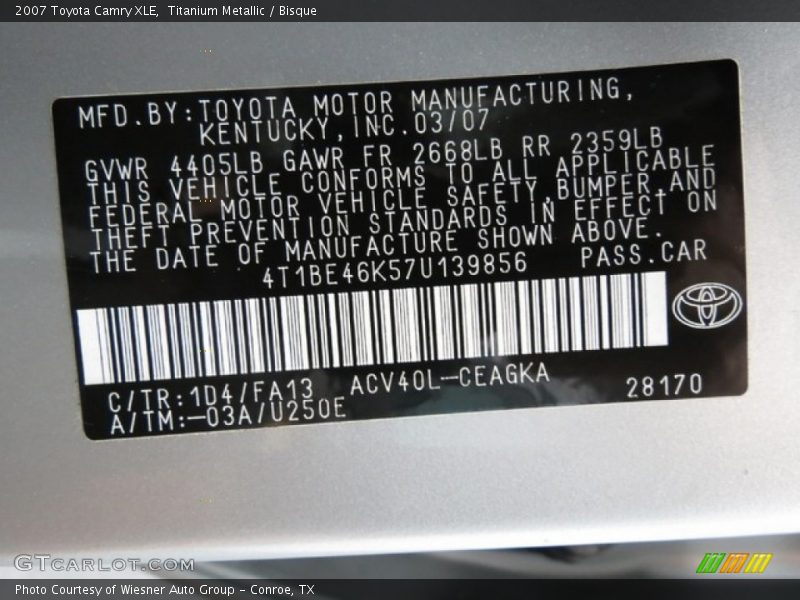 2007 Toyota Camry XLE,  Titanium Metallic / Bisque
MFD.BY:TOYOTA MOTOR MANUFACTURING,
KENTUCKY,INC.03/07
GVWR 4405LB GAWR FR 2668LB RR 2359LB
THIS VEHICLE CONFORMS TO ALL APPLICABLE
FEDERAL MOTOR VEHICLE SAFETY,BUMPER,AND
THEFT PREVENTION STANDARDS IN EFFECT ON
THE DATE OF MANUFACTURE SHOWN ABOVE.
4T1BE46K57U139856 PASS.CAR
C/TR:1D4/FA13 ACV40L-CEAGKA 28170
A/TM:-03A/U250E
GTCARLOT.COM
Photo Courtesy of Wiesner Auto Group - Conroe, TX